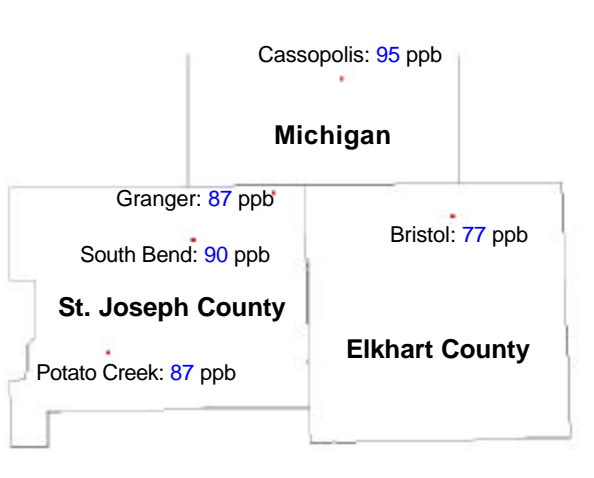 Cassopolis: 95 ppb
Michigan
Granger: 87 ppb
Bristol: 77 ppb
South Bend: 90 ppb
St. Joseph County
Elkhart County
Potato Creek: 87 ppb